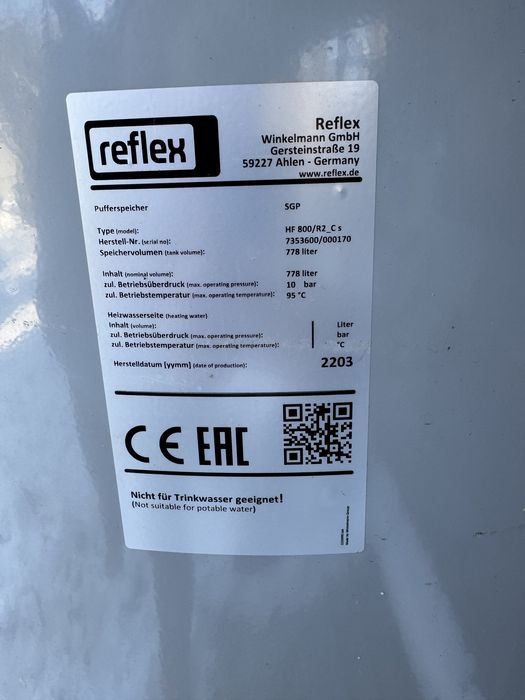 reflex
Reflex
Winkelmann GmbH
Gersteinstraße 19
59227 Ahlen - Germany
www.reflex.de
Pufferspeicher SGP
Type (model): HF 800/R2_C s
Herstell-Nr. (serial no): 7353600/000170
Speichervolumen (tank volume): 778 liter
Inhalt (nominal volume): 778 liter
zul. Betriebsüberdruck (max. operating pressure): 10 bar
zul. Betriebstemperatur (max. operating temperature): 95 °C
Heizwasserseite (heating water)
Inhalt (volume): Liter
zul. Betriebsüberdruck (max. operating pressure): bar
zul. Betriebstemperatur (max. operating temperature): °C
Herstelldatum [yymm] (date of production): 2203
CE EAC
Nicht für Trinkwasser geeignet!
(Not suitable for potable water)